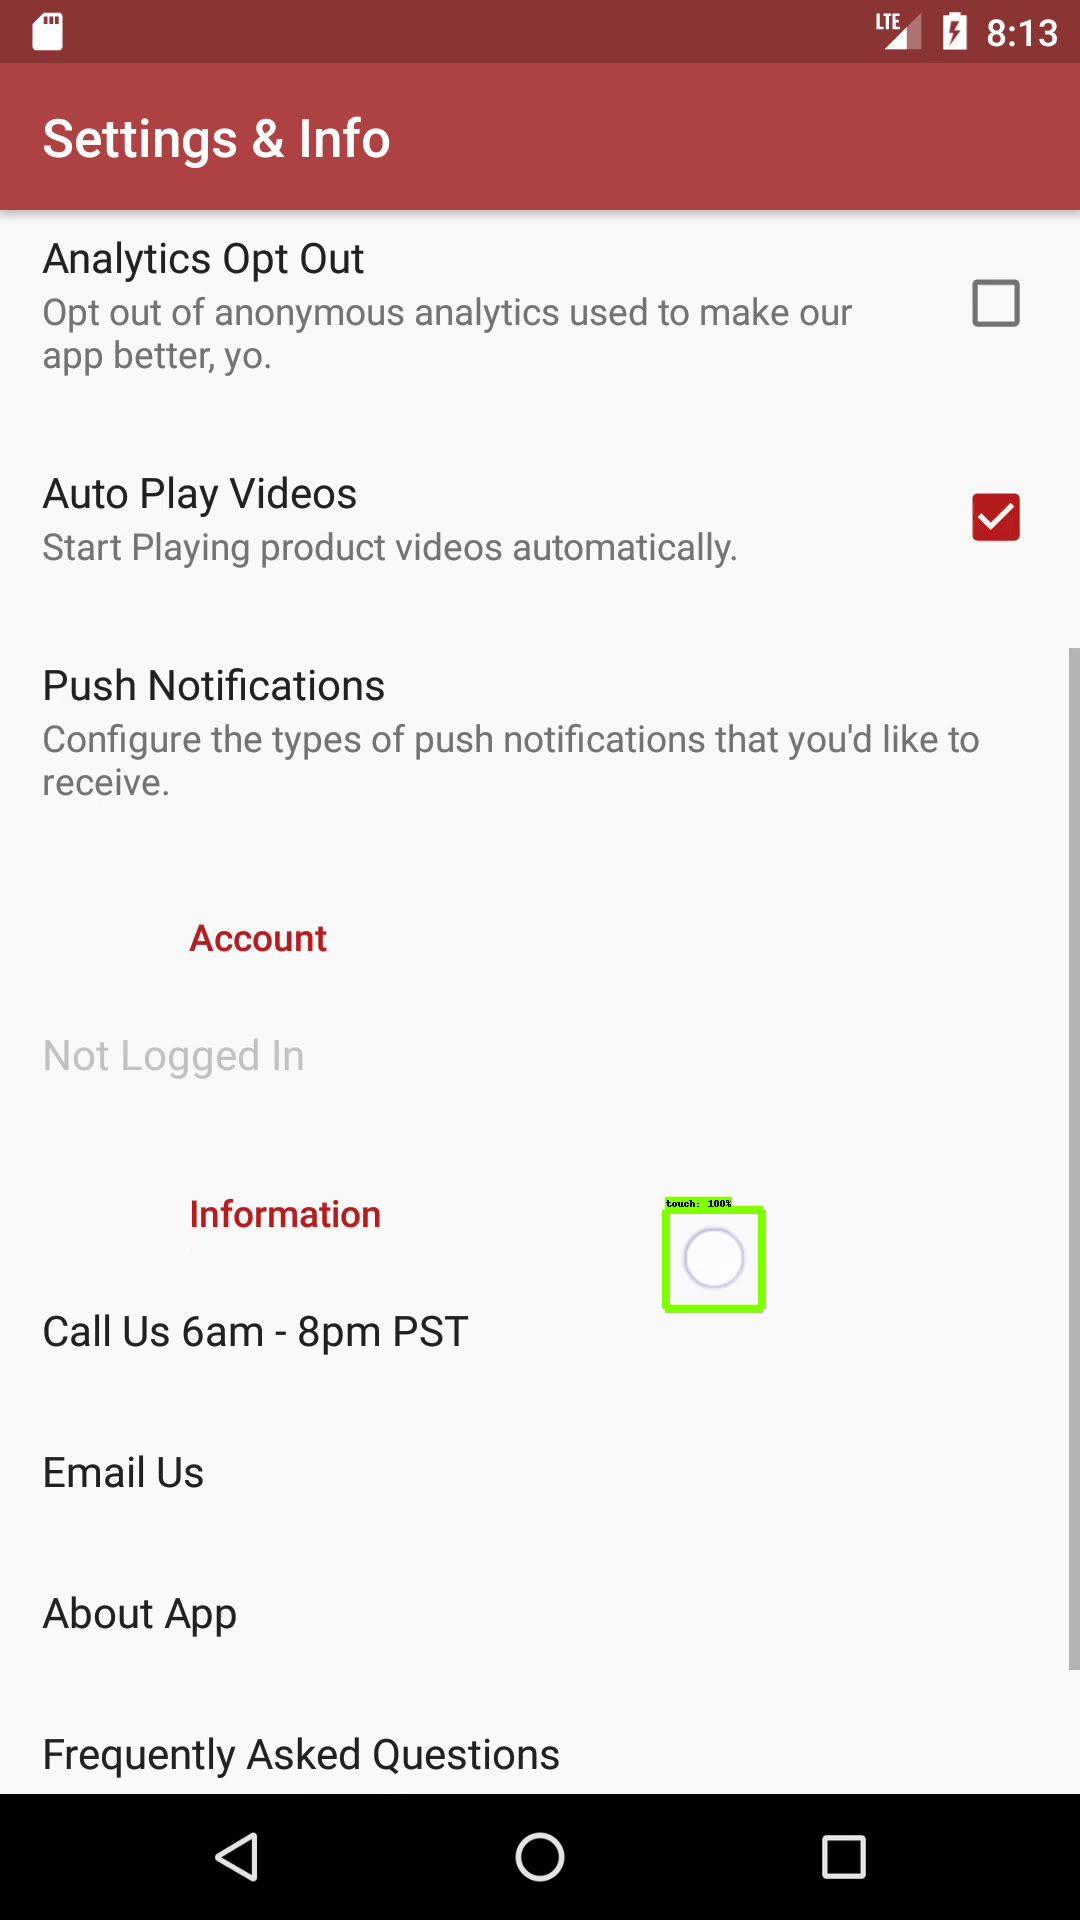 LTE 8:13
Settings & Info
Analytics Opt Out
Opt out of anonymous analytics used to make our
app better, yo.
Auto Play Videos
Start Playing product videos automatically.
Push Notifications
Configure the types of push notifications that you'd like to
receive.
Account
Not Logged In
Information
touch: 100%
Call Us 6am - 8pm PST
Email Us
About App
Frequently Asked Questions